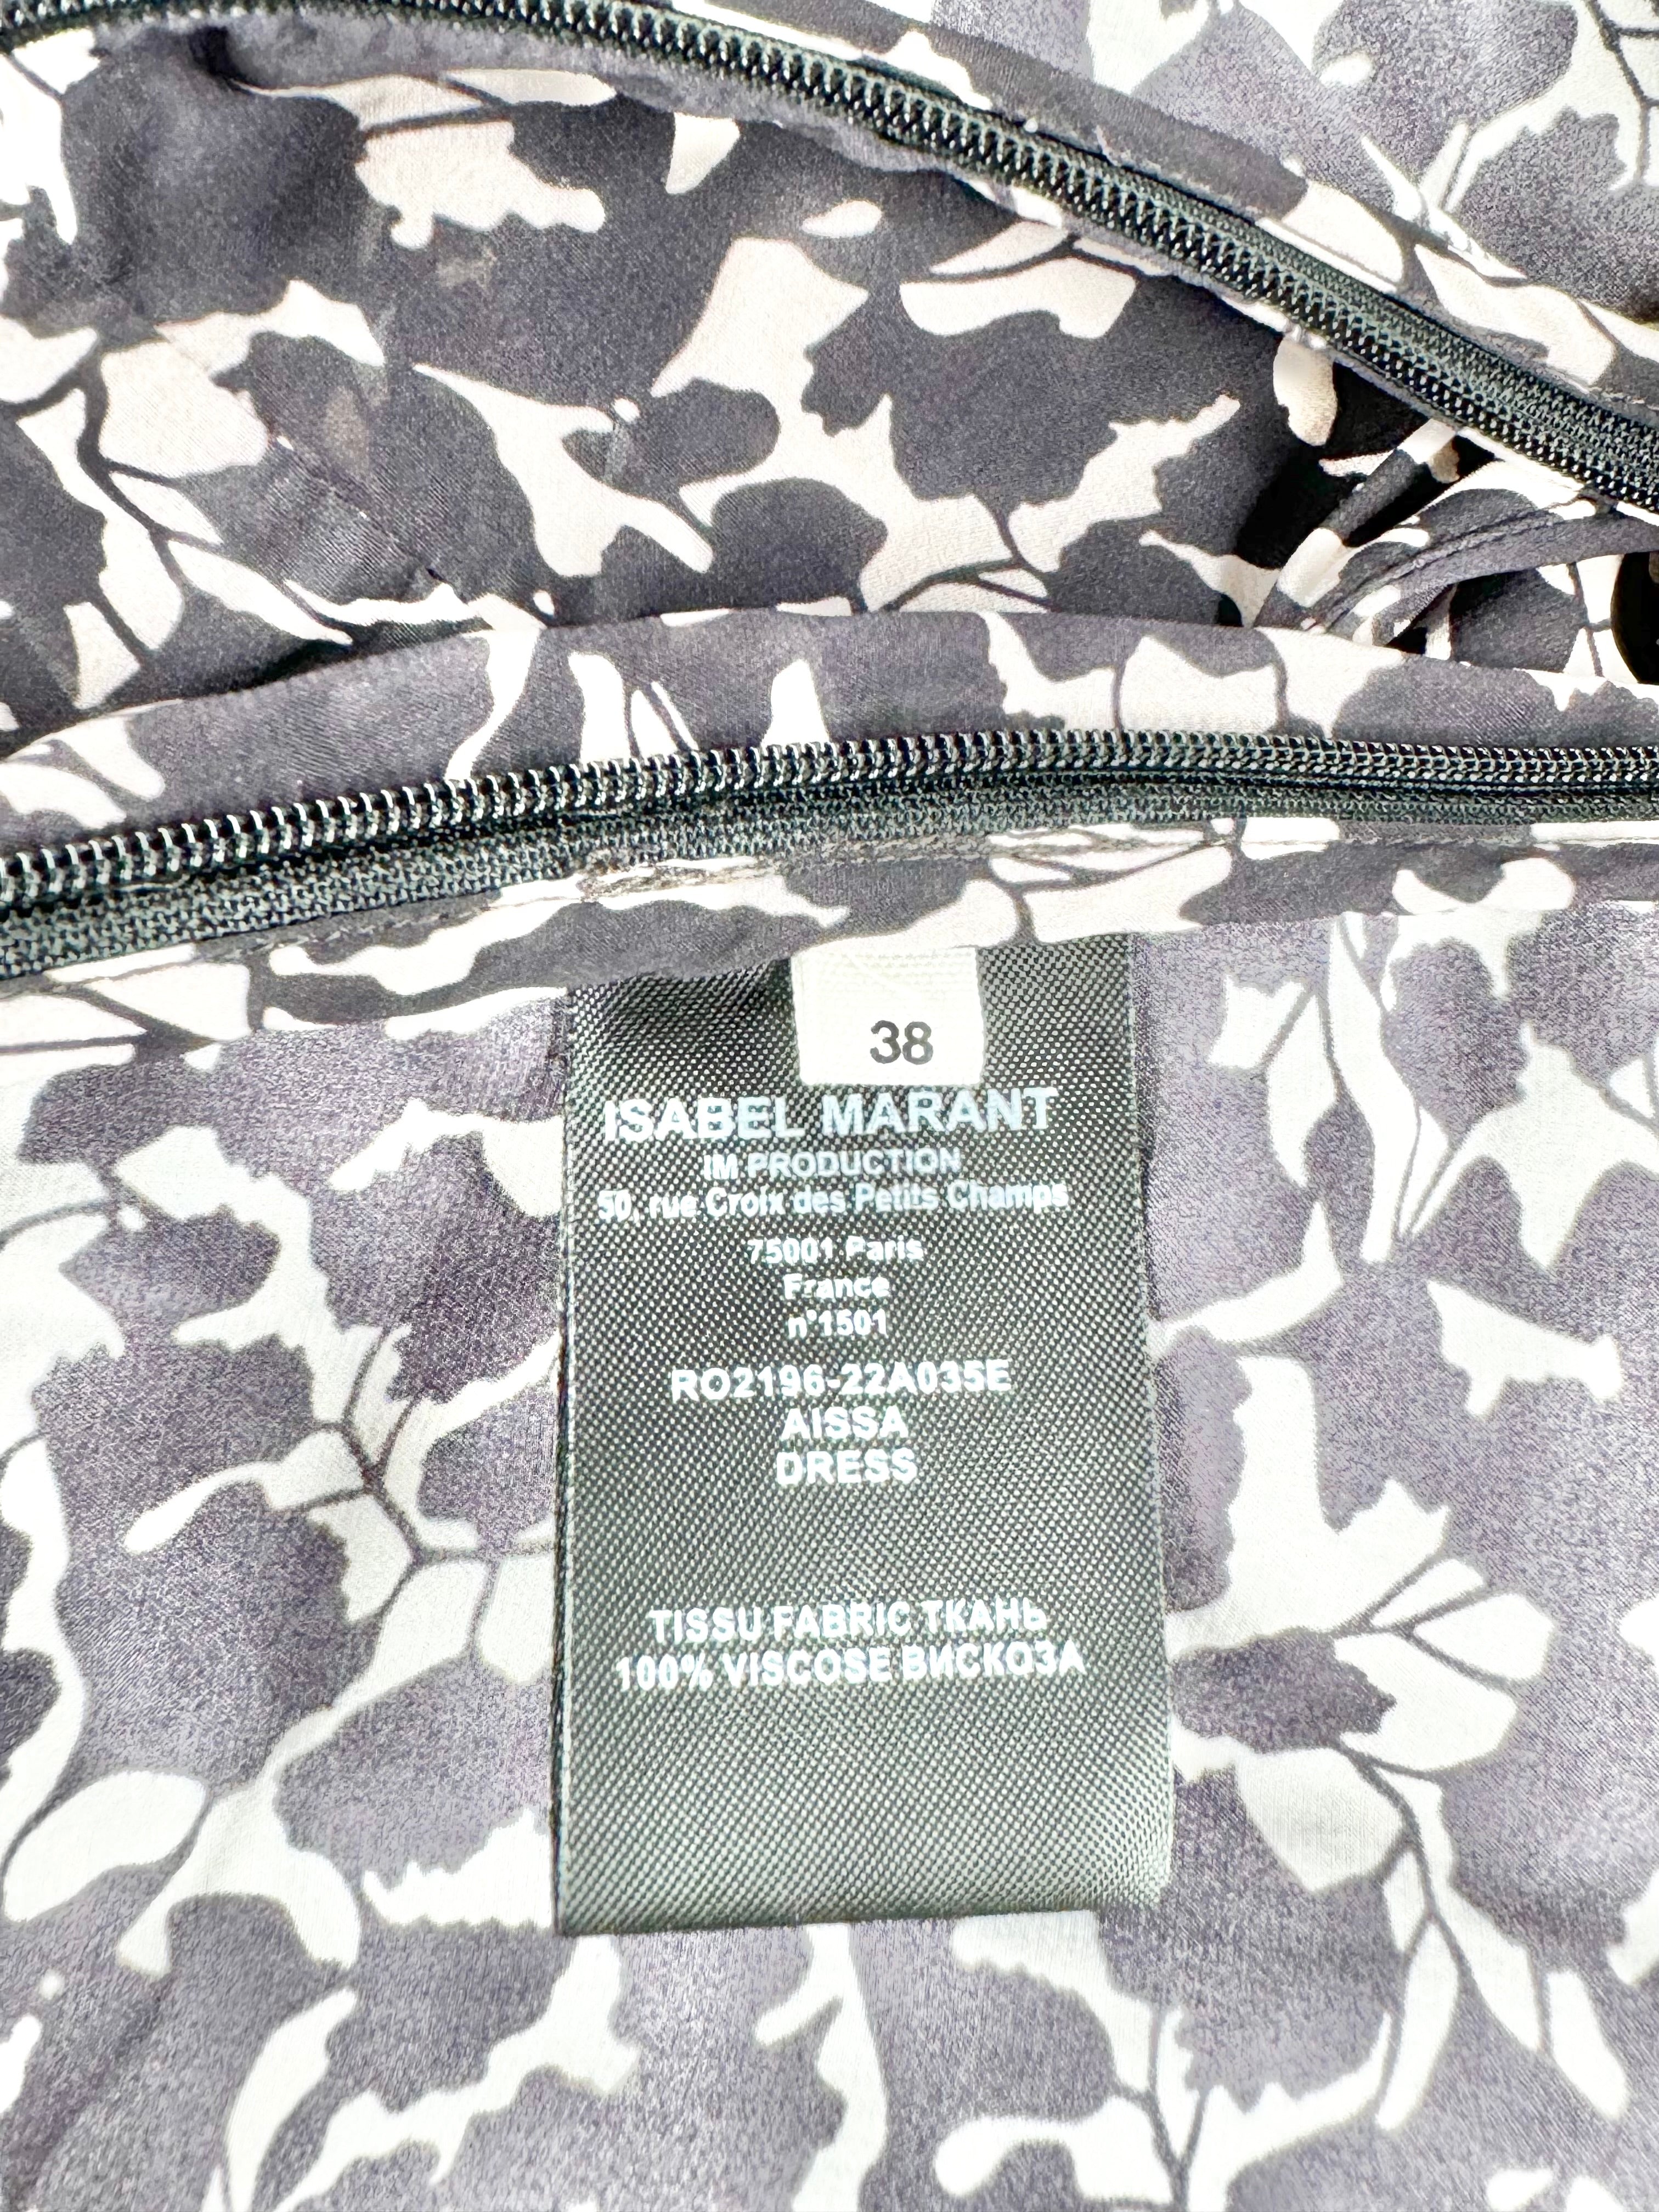 38
ISABEL MARANT
IM PRODUCTION
50, rue Croix des Petits Champs
75001 Paris
France
n°1501
RO2196-22A035E
AISSA
DRESS
TISSU FABRIC ТКАНЬ
100% VISCOSE ВИСКОЗА